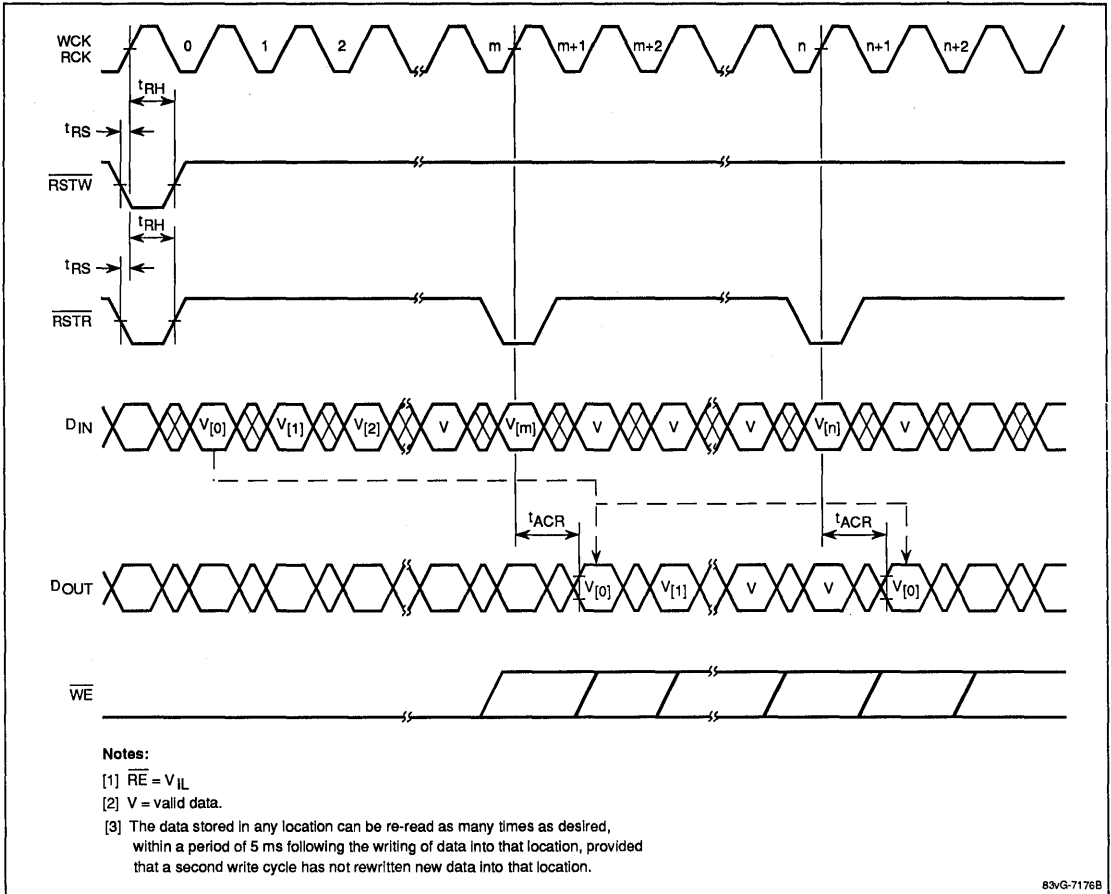 WCK
RCK
0 1 2 m m+1 m+2 n n+1 n+2
tRH
tRS
RSTW
tRH
tRS
RSTR
DIN V[0] V[1] V[2] V V[m] V V V V[n] V
tACR tACR
DOUT V[0] V[1] V V V[0]
WE
Notes:
[1] RE = VIL
[2] V = valid data.
[3] The data stored in any location can be re-read as many times as desired,
within a period of 5 ms following the writing of data into that location, provided
that a second write cycle has not rewritten new data into that location.
83vG-7176B